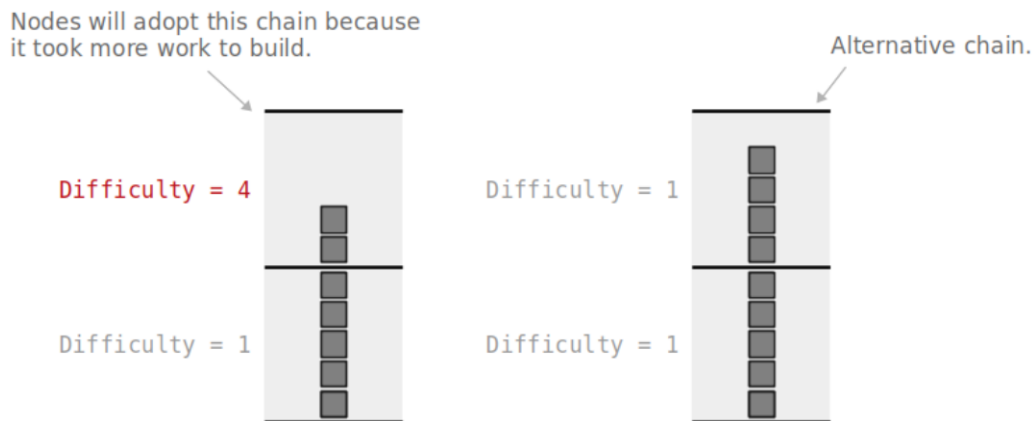 Nodes will adopt this chain because
it took more work to build.
Alternative chain.
Difficulty = 4
Difficulty = 1
Difficulty = 1
Difficulty = 1